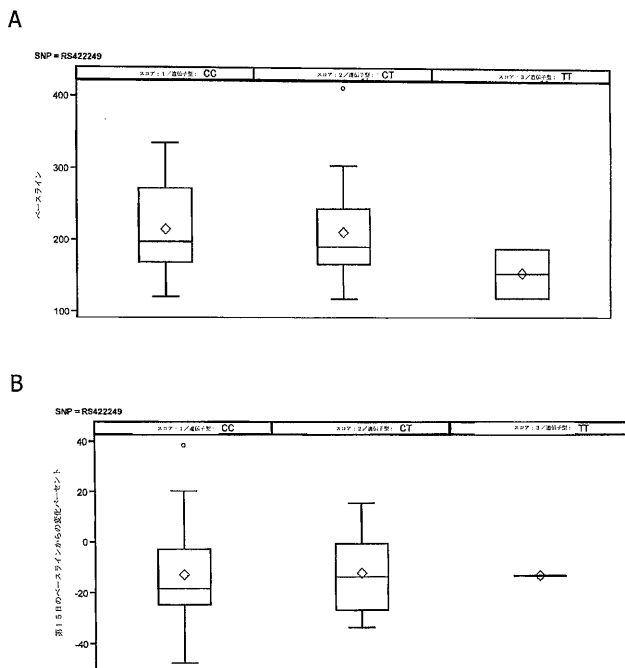 A
SNP = RS422249
スコア：1／遺伝子型： CC
スコア：2／遺伝子型： CT
スコア：3／遺伝子型： TT
400
300
200
100
ベースライン
B
SNP = RS422249
スコア：1／遺伝子型： CC
スコア：2／遺伝子型： CT
スコア：3／遺伝子型： TT
40
20
0
-20
-40
第15日のベースラインからの変化パーセント